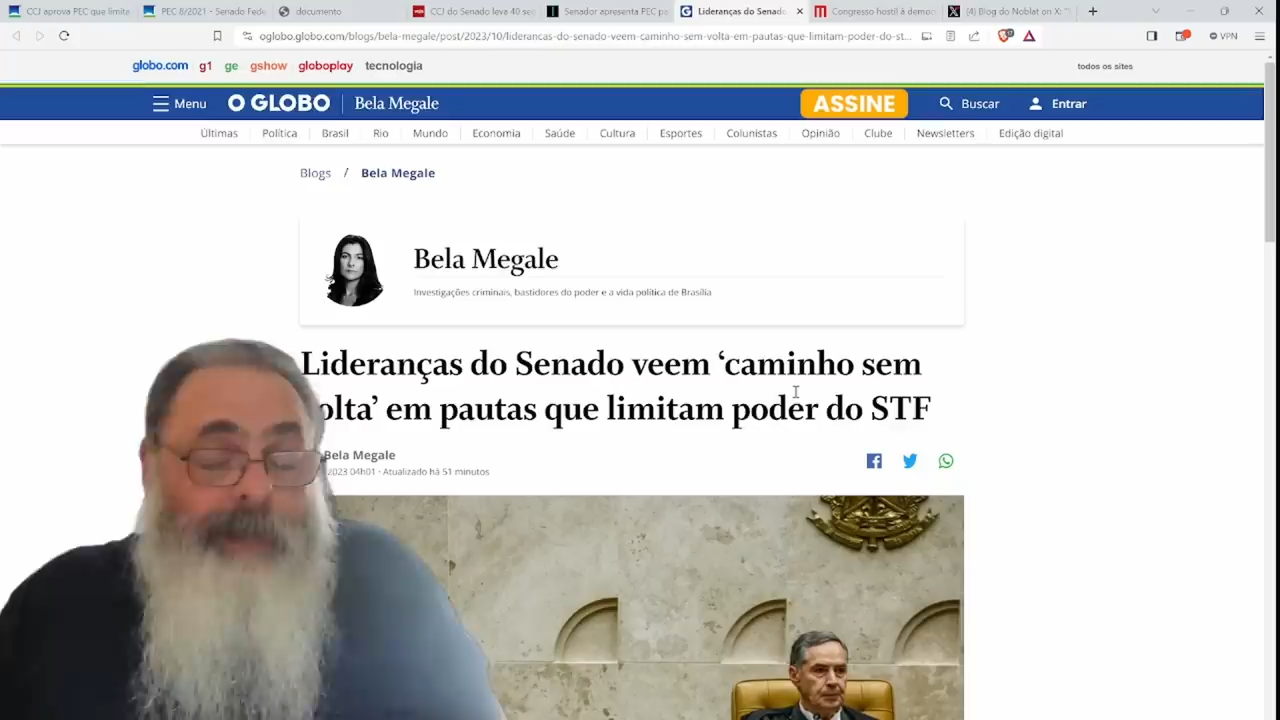 CCJ aprova PEC que limita
PEC 8/2021 - Senado Fede
documento
CCJ do Senado leva 40 se
Senador apresenta PEC pa
Lideranças do Senado
Congresso hostil à democ
(4) Blog do Noblat on X: "
oglobo.globo.com/blogs/bela-megale/post/2023/10/liderancas-do-senado-veem-caminho-sem-volta-em-pautas-que-limitam-poder-do-st...
VPN
globo.com g1 ge gshow globoplay tecnologia
todos os sites
Menu O GLOBO Bela Megale ASSINE Buscar Entrar
Últimas Política Brasil Rio Mundo Economia Saúde Cultura Esportes Colunistas Opinião Clube Newsletters Edição digital
Blogs / Bela Megale
Bela Megale
Investigações criminais, bastidores do poder e a vida política de Brasília
Lideranças do Senado veem ‘caminho sem
olta’ em pautas que limitam poder do STF
Bela Megale
2023 04h01 · Atualizado há 51 minutos